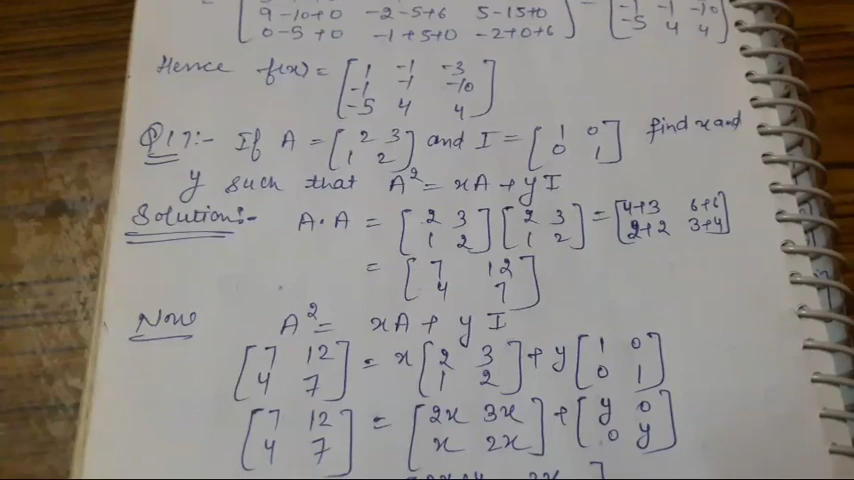 9-10+0 -2-5+6 5-15+0 = -1 -1 -10
0-5+0 -1+5+0 -2+0+6 -5 4 4
Hence f(x) = [1 -1 -3
-1 -1 -10
-5 4 4]
Q17:- If A = [2 3 and I = [1 0 find x and
1 2] 0 1]
y such that A² = xA + yI
Solution:- A.A = [2 3 [2 3 = [4+3 6+6
1 2] 1 2] 2+2 3+4]
= [7 12
4 7]
Now A² = xA + yI
[7 12 = x [2 3 + y [1 0
4 7] 1 2] 0 1]
[7 12 = [2x 3x + [y 0
4 7] x 2x] 0 y]